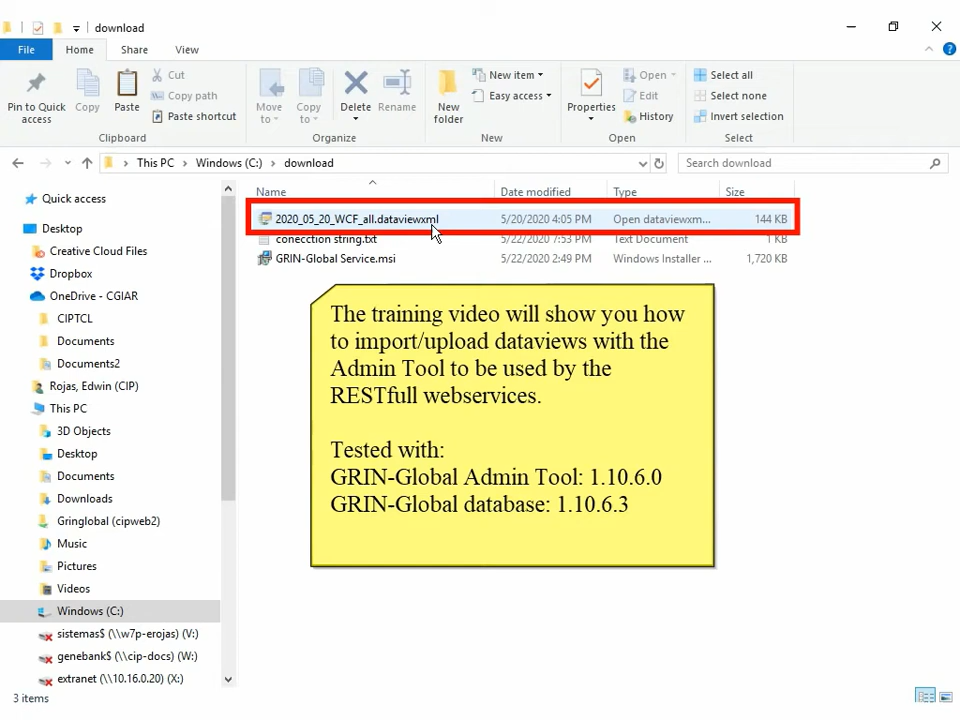 download
File Home Share View
Pin to Quick access
Copy
Paste
Cut
Copy path
Paste shortcut
Clipboard
Move to
Copy to
Delete
Rename
Organize
New folder
New item
Easy access
New
Properties
Open
Edit
History
Open
Select all
Select none
Invert selection
Select
This PC > Windows (C:) > download
Search download
Name Date modified Type Size
2020_05_20_WCF_all.dataviewxml 5/20/2020 4:05 PM Open dataviewxm... 144 KB
conecction string.txt 5/22/2020 7:53 PM Text Document 1 KB
GRIN-Global Service.msi 5/22/2020 2:49 PM Windows Installer ... 1,720 KB
Quick access
Desktop
Creative Cloud Files
Dropbox
OneDrive - CGIAR
CIPTCL
Documents
Documents2
Rojas, Edwin (CIP)
This PC
3D Objects
Desktop
Documents
Downloads
Gringlobal (cipweb2)
Music
Pictures
Videos
Windows (C:)
sistemas$ (\\w7p-erojas) (V:)
genebank$ (\\cip-docs) (W:)
extranet (\\10.16.0.20) (X:)
The training video will show you how
to import/upload dataviews with the
Admin Tool to be used by the
RESTfull webservices.
Tested with:
GRIN-Global Admin Tool: 1.10.6.0
GRIN-Global database: 1.10.6.3
3 items